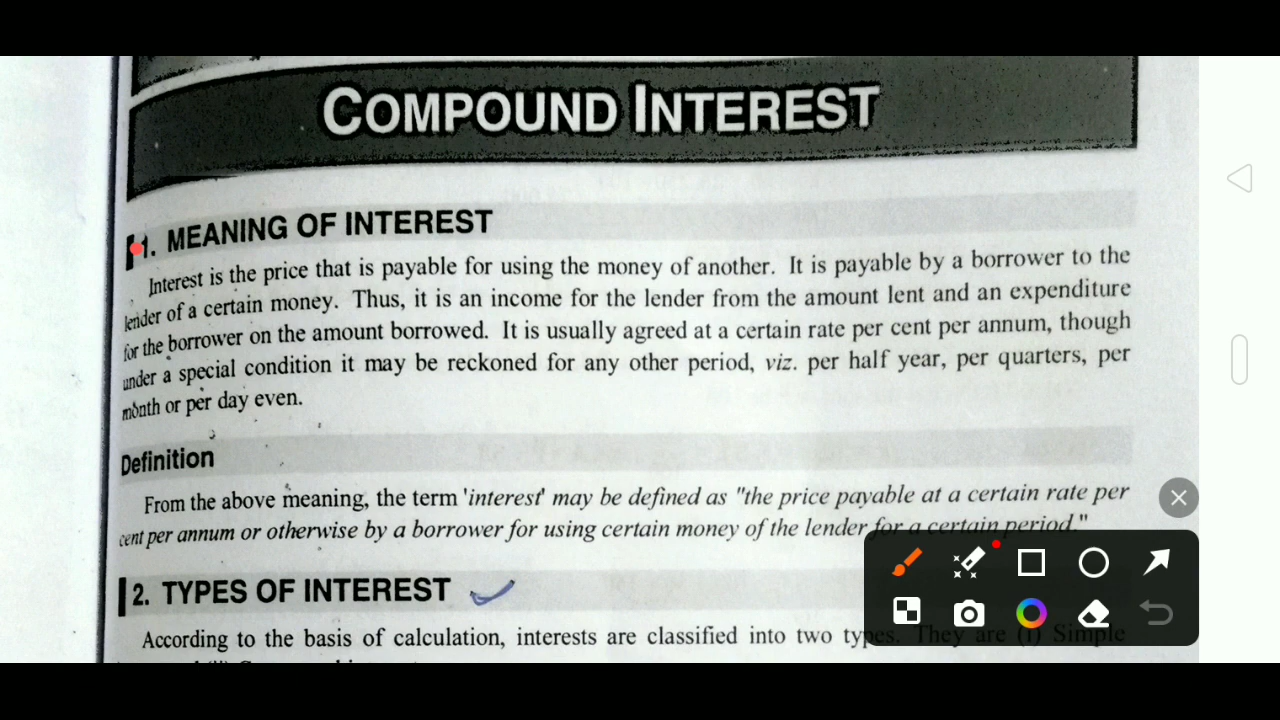 COMPOUND INTEREST
1. MEANING OF INTEREST
Interest is the price that is payable for using the money of another. It is payable by a borrower to the
lender of a certain money. Thus, it is an income for the lender from the amount lent and an expenditure
for the borrower on the amount borrowed. It is usually agreed at a certain rate per cent per annum, though
under a special condition it may be reckoned for any other period, viz. per half year, per quarters, per
month or per day even.
Definition
From the above meaning, the term 'interest' may be defined as "the price payable at a certain rate per
cent per annum or otherwise by a borrower for using certain money of the lender for a certain period."
2. TYPES OF INTEREST
According to the basis of calculation, interests are classified into two types. They are (i) Simple